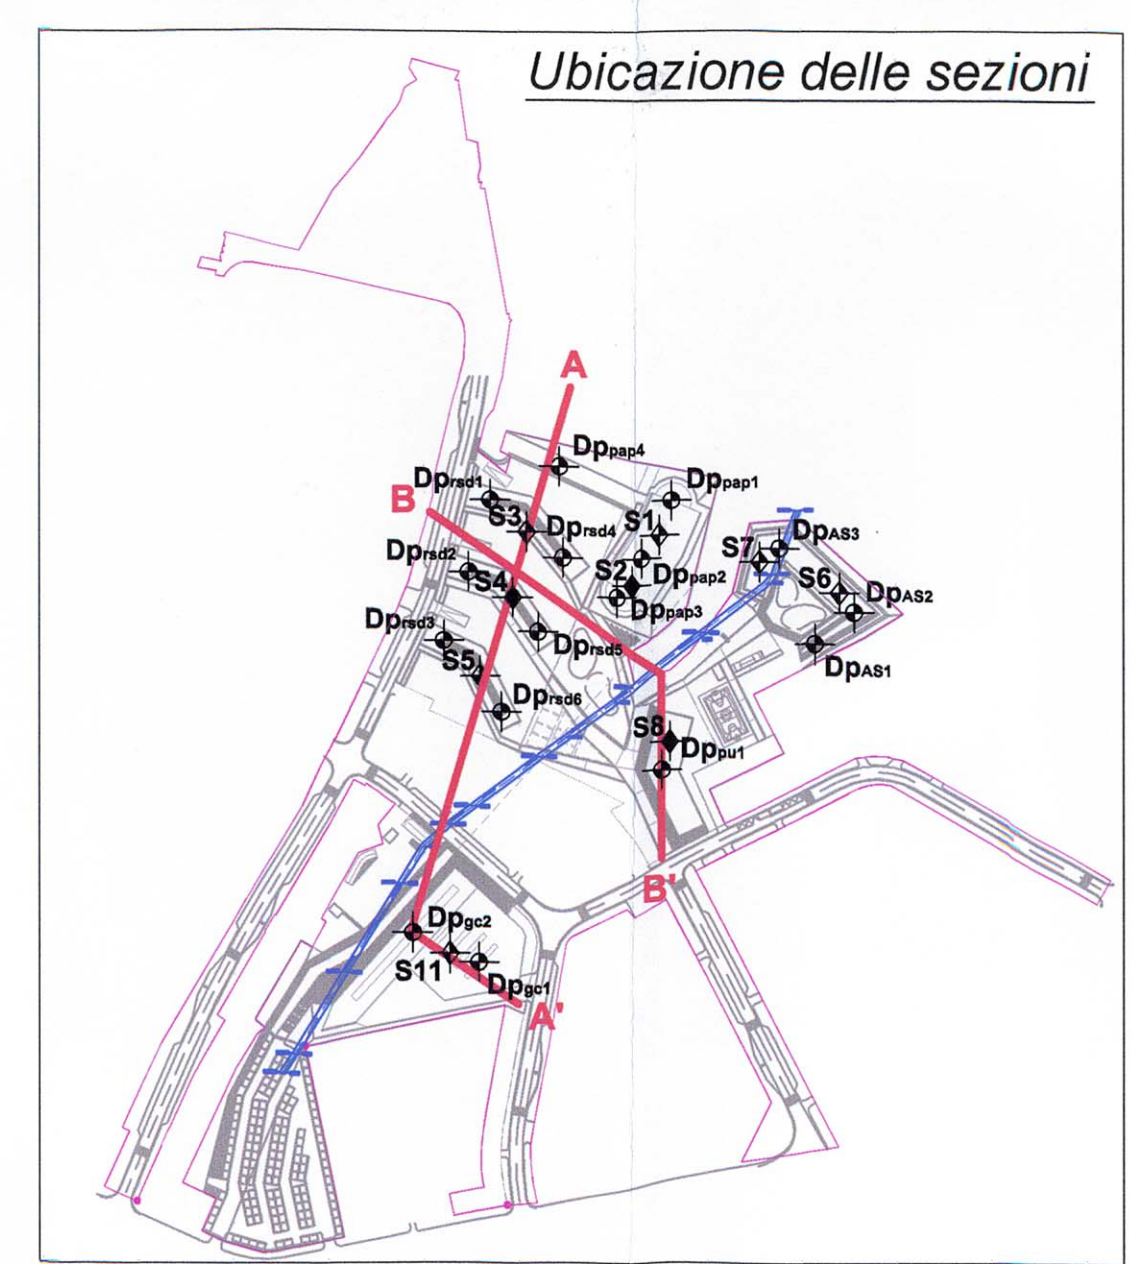 Ubicazione delle sezioni
A
Dppap4
Dprsd1
Dppap1
B
S3
Dprsd4
S1
S7
DpAS3
Dprsd2
S4
S2
Dppap2
S6
DpAS2
Dppap3
Dprsd3
Dprsd5
S5
DpAS1
Dprsd6
S8
Dppu1
B'
Dpgc2
S11
Dpgc1
A'